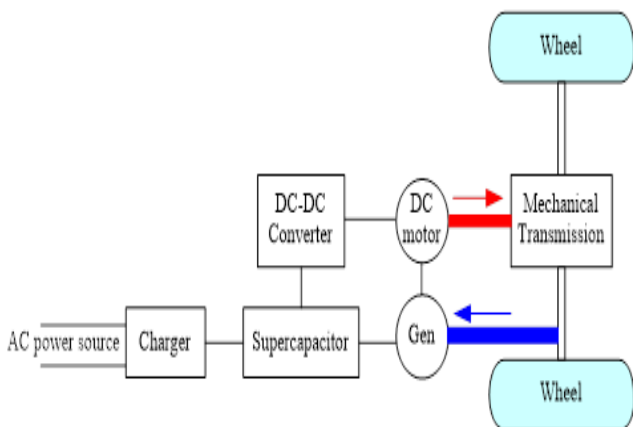 Wheel
DC-DC
Converter
DC
motor
Mechanical
Transmission
AC power source
Charger
Supercapacitor
Gen
Wheel